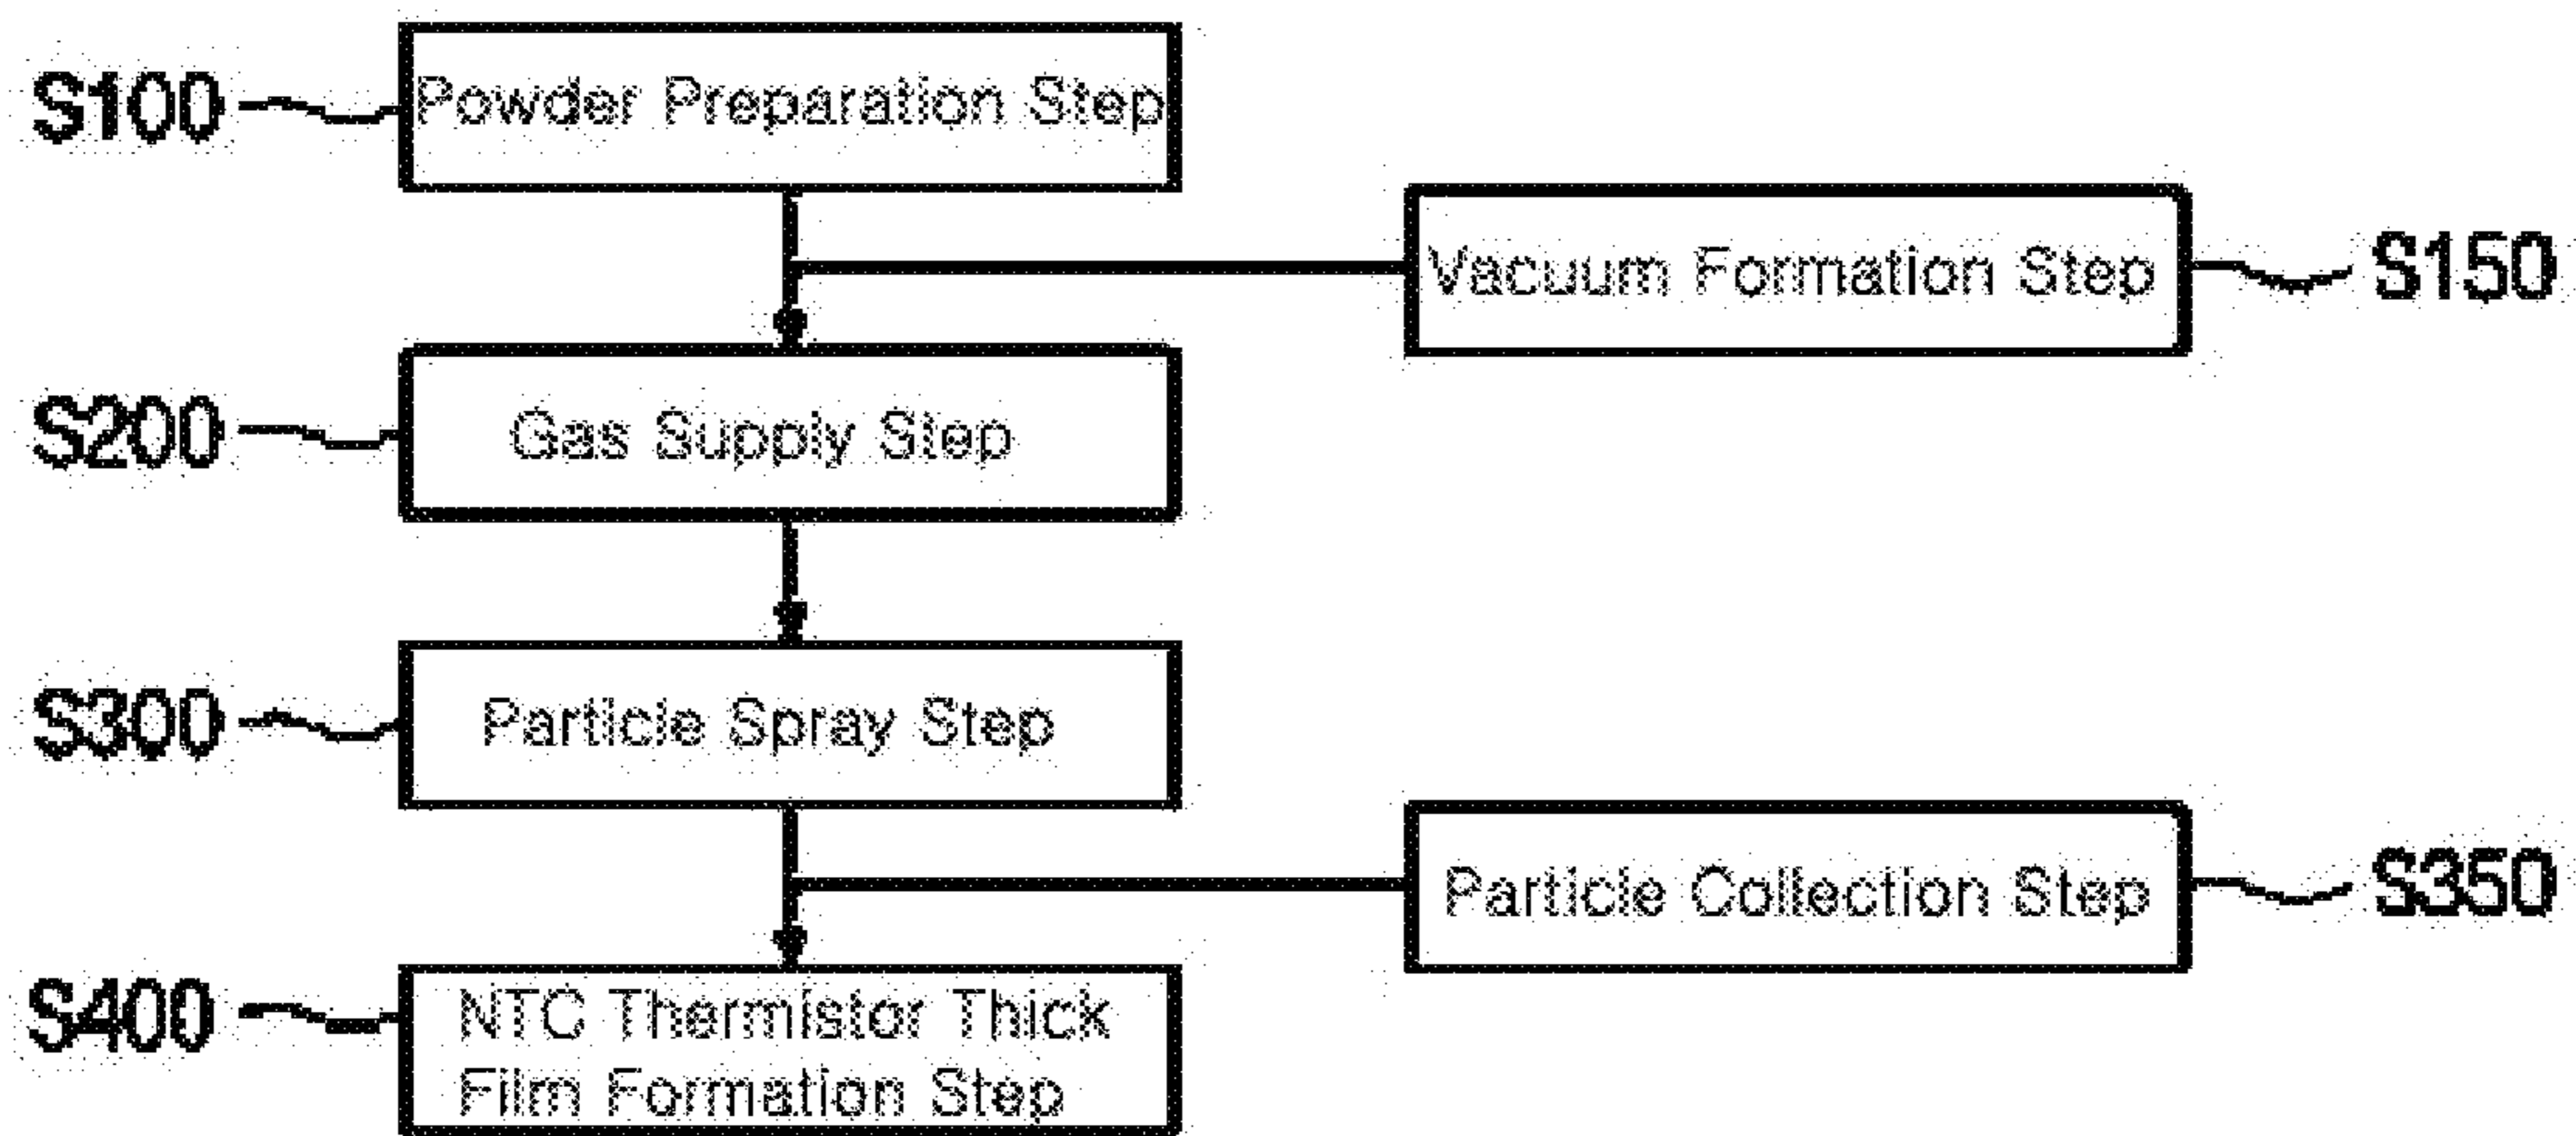 S100
Powder Preparation Step
Vacuum Formation Step
S150
S200
Gas Supply Step
S300
Particle Spray Step
Particle Collection Step
S350
S400
NTC Thermistor Thick
Film Formation Step